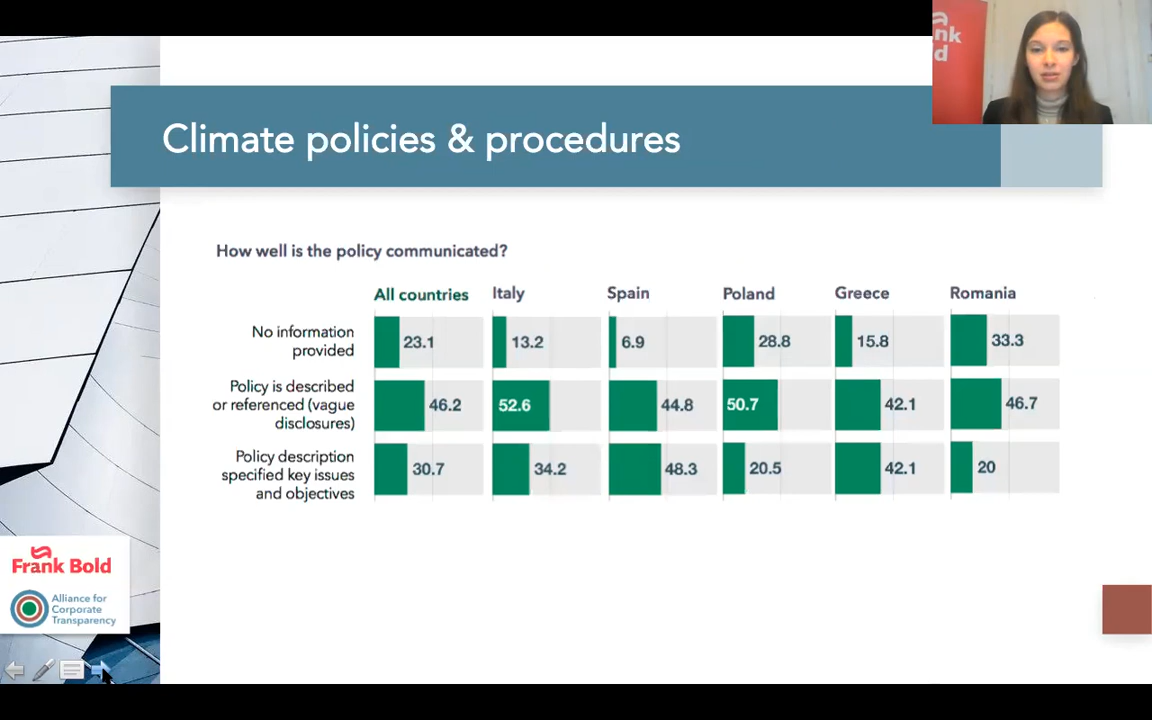 nk
d
Climate policies & procedures
How well is the policy communicated?
All countries Italy Spain Poland Greece Romania
No information
provided
23.1 13.2 6.9 28.8 15.8 33.3
Policy is described
or referenced (vague
disclosures)
46.2 52.6 44.8 50.7 42.1 46.7
Policy description
specified key issues
and objectives
30.7 34.2 48.3 20.5 42.1 20
Frank Bold
Alliance for
Corporate
Transparency